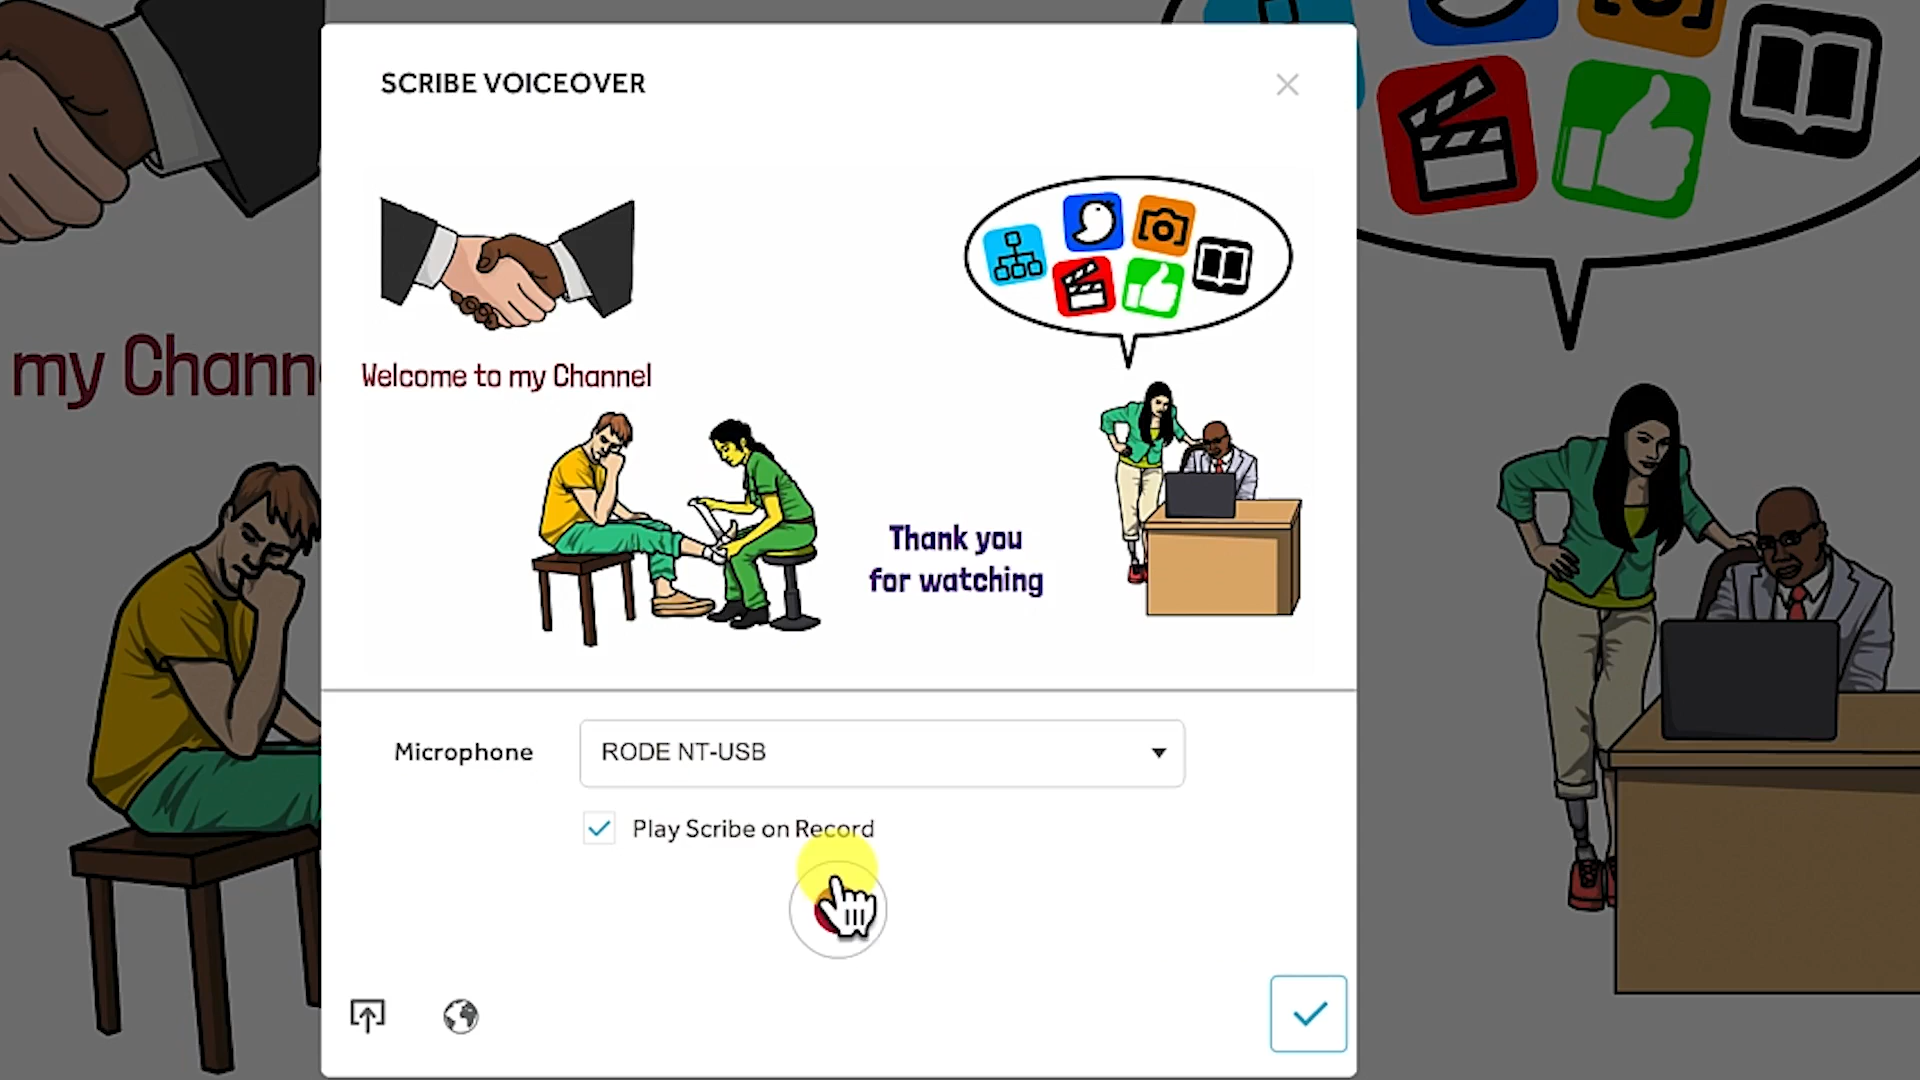 SCRIBE VOICEOVER
Welcome to my Channel
my Chann
Thank you
for watching
Microphone
RODE NT-USB
Play Scribe on Record